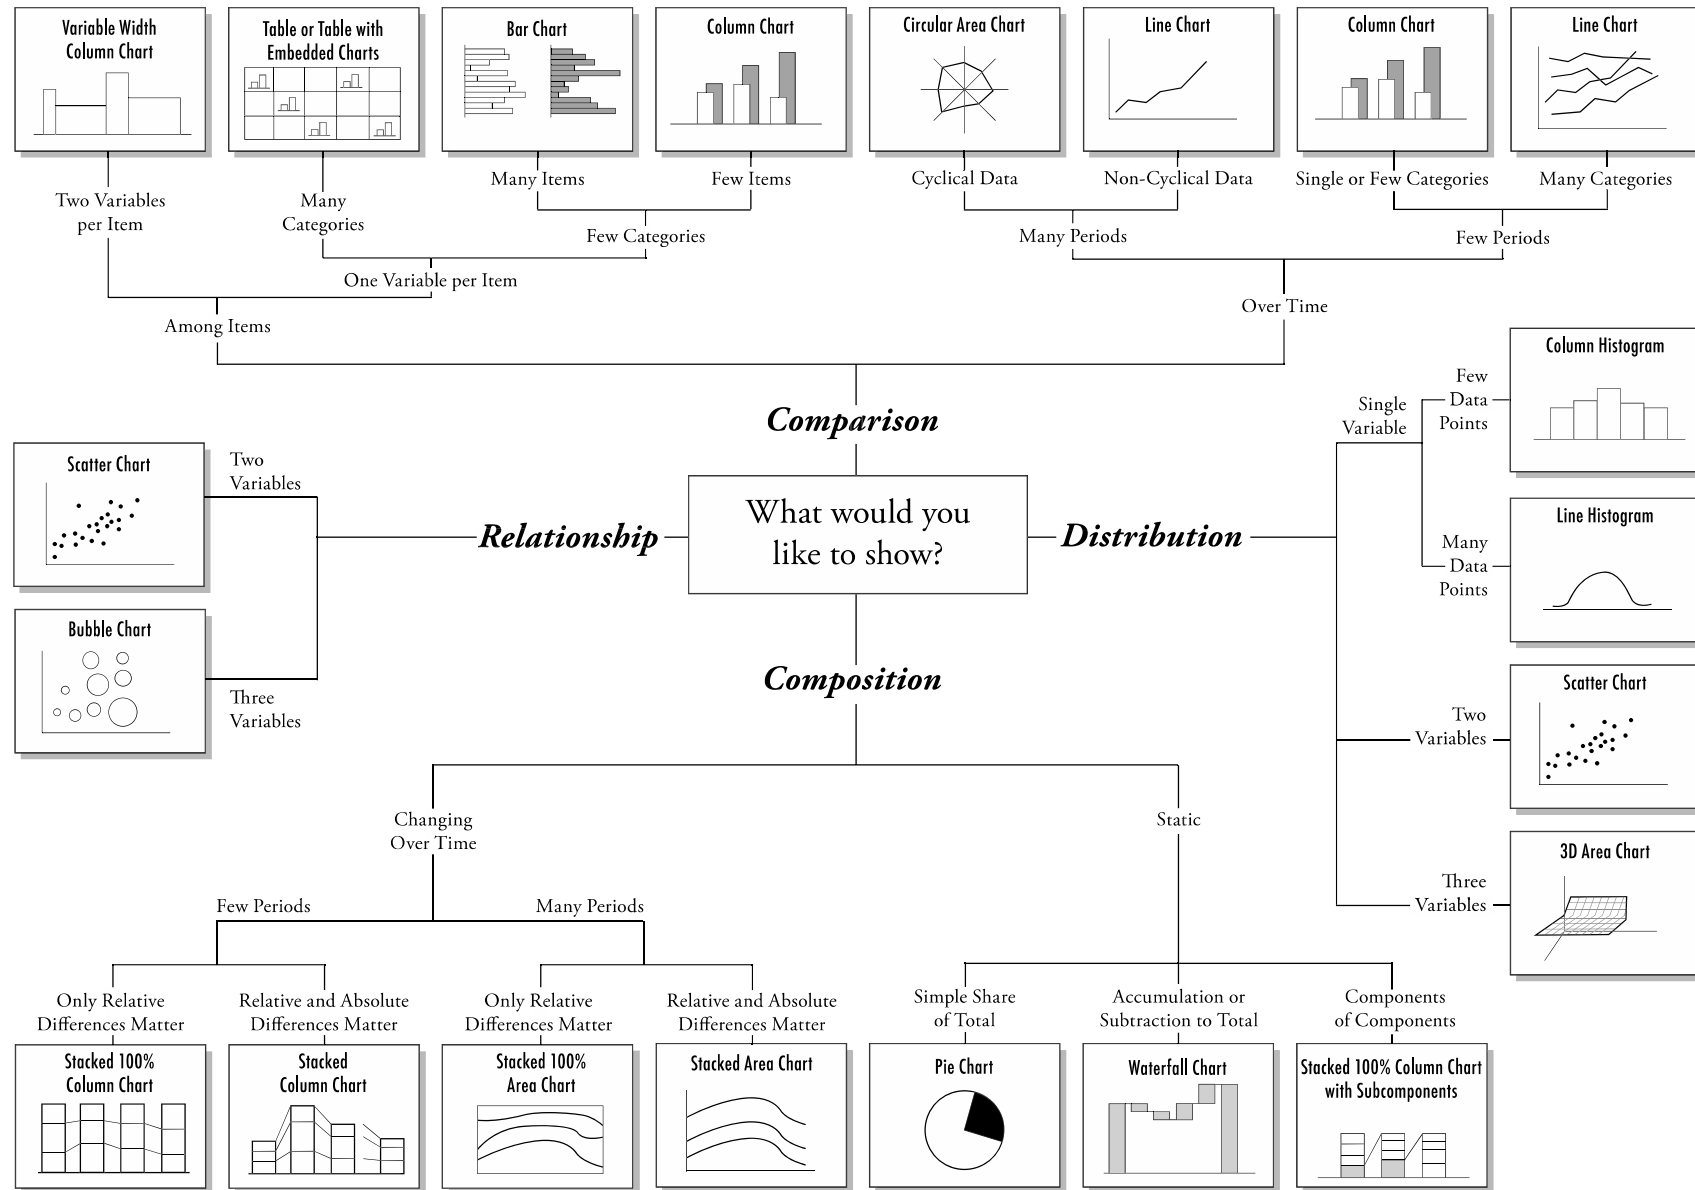 Variable Width
Column Chart
Table or Table with
Embedded Charts
Bar Chart
Column Chart
Circular Area Chart
Line Chart
Column Chart
Line Chart
Two Variables
per Item
Many
Categories
Many Items
Few Items
Cyclical Data
Non-Cyclical Data
Single or Few Categories
Many Categories
Few Categories
Many Periods
Few Periods
One Variable per Item
Over Time
Among Items
Comparison
Relationship
What would you
like to show?
Distribution
Composition
Scatter Chart
Two
Variables
Bubble Chart
Three
Variables
Single
Variable
Few
Data
Points
Column Histogram
Many
Data
Points
Line Histogram
Two
Variables
Scatter Chart
Three
Variables
3D Area Chart
Changing
Over Time
Static
Few Periods
Many Periods
Only Relative
Differences Matter
Relative and Absolute
Differences Matter
Only Relative
Differences Matter
Relative and Absolute
Differences Matter
Simple Share
of Total
Accumulation or
Subtraction to Total
Components
of Components
Stacked 100%
Column Chart
Stacked
Column Chart
Stacked 100%
Area Chart
Stacked Area Chart
Pie Chart
Waterfall Chart
Stacked 100% Column Chart
with Subcomponents